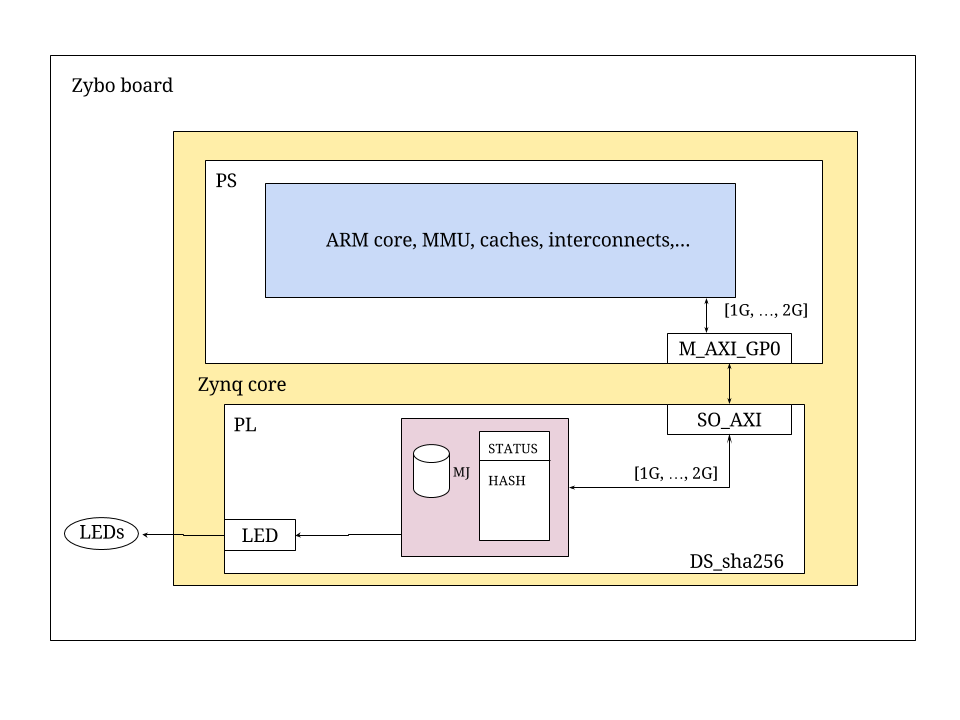 Zybo board
PS
ARM core, MMU, caches, interconnects,...
[1G, ..., 2G]
M_AXI_GP0
Zynq core
PL
SO_AXI
STATUS
MJ
HASH
[1G, ..., 2G]
LEDs
LED
DS_sha256